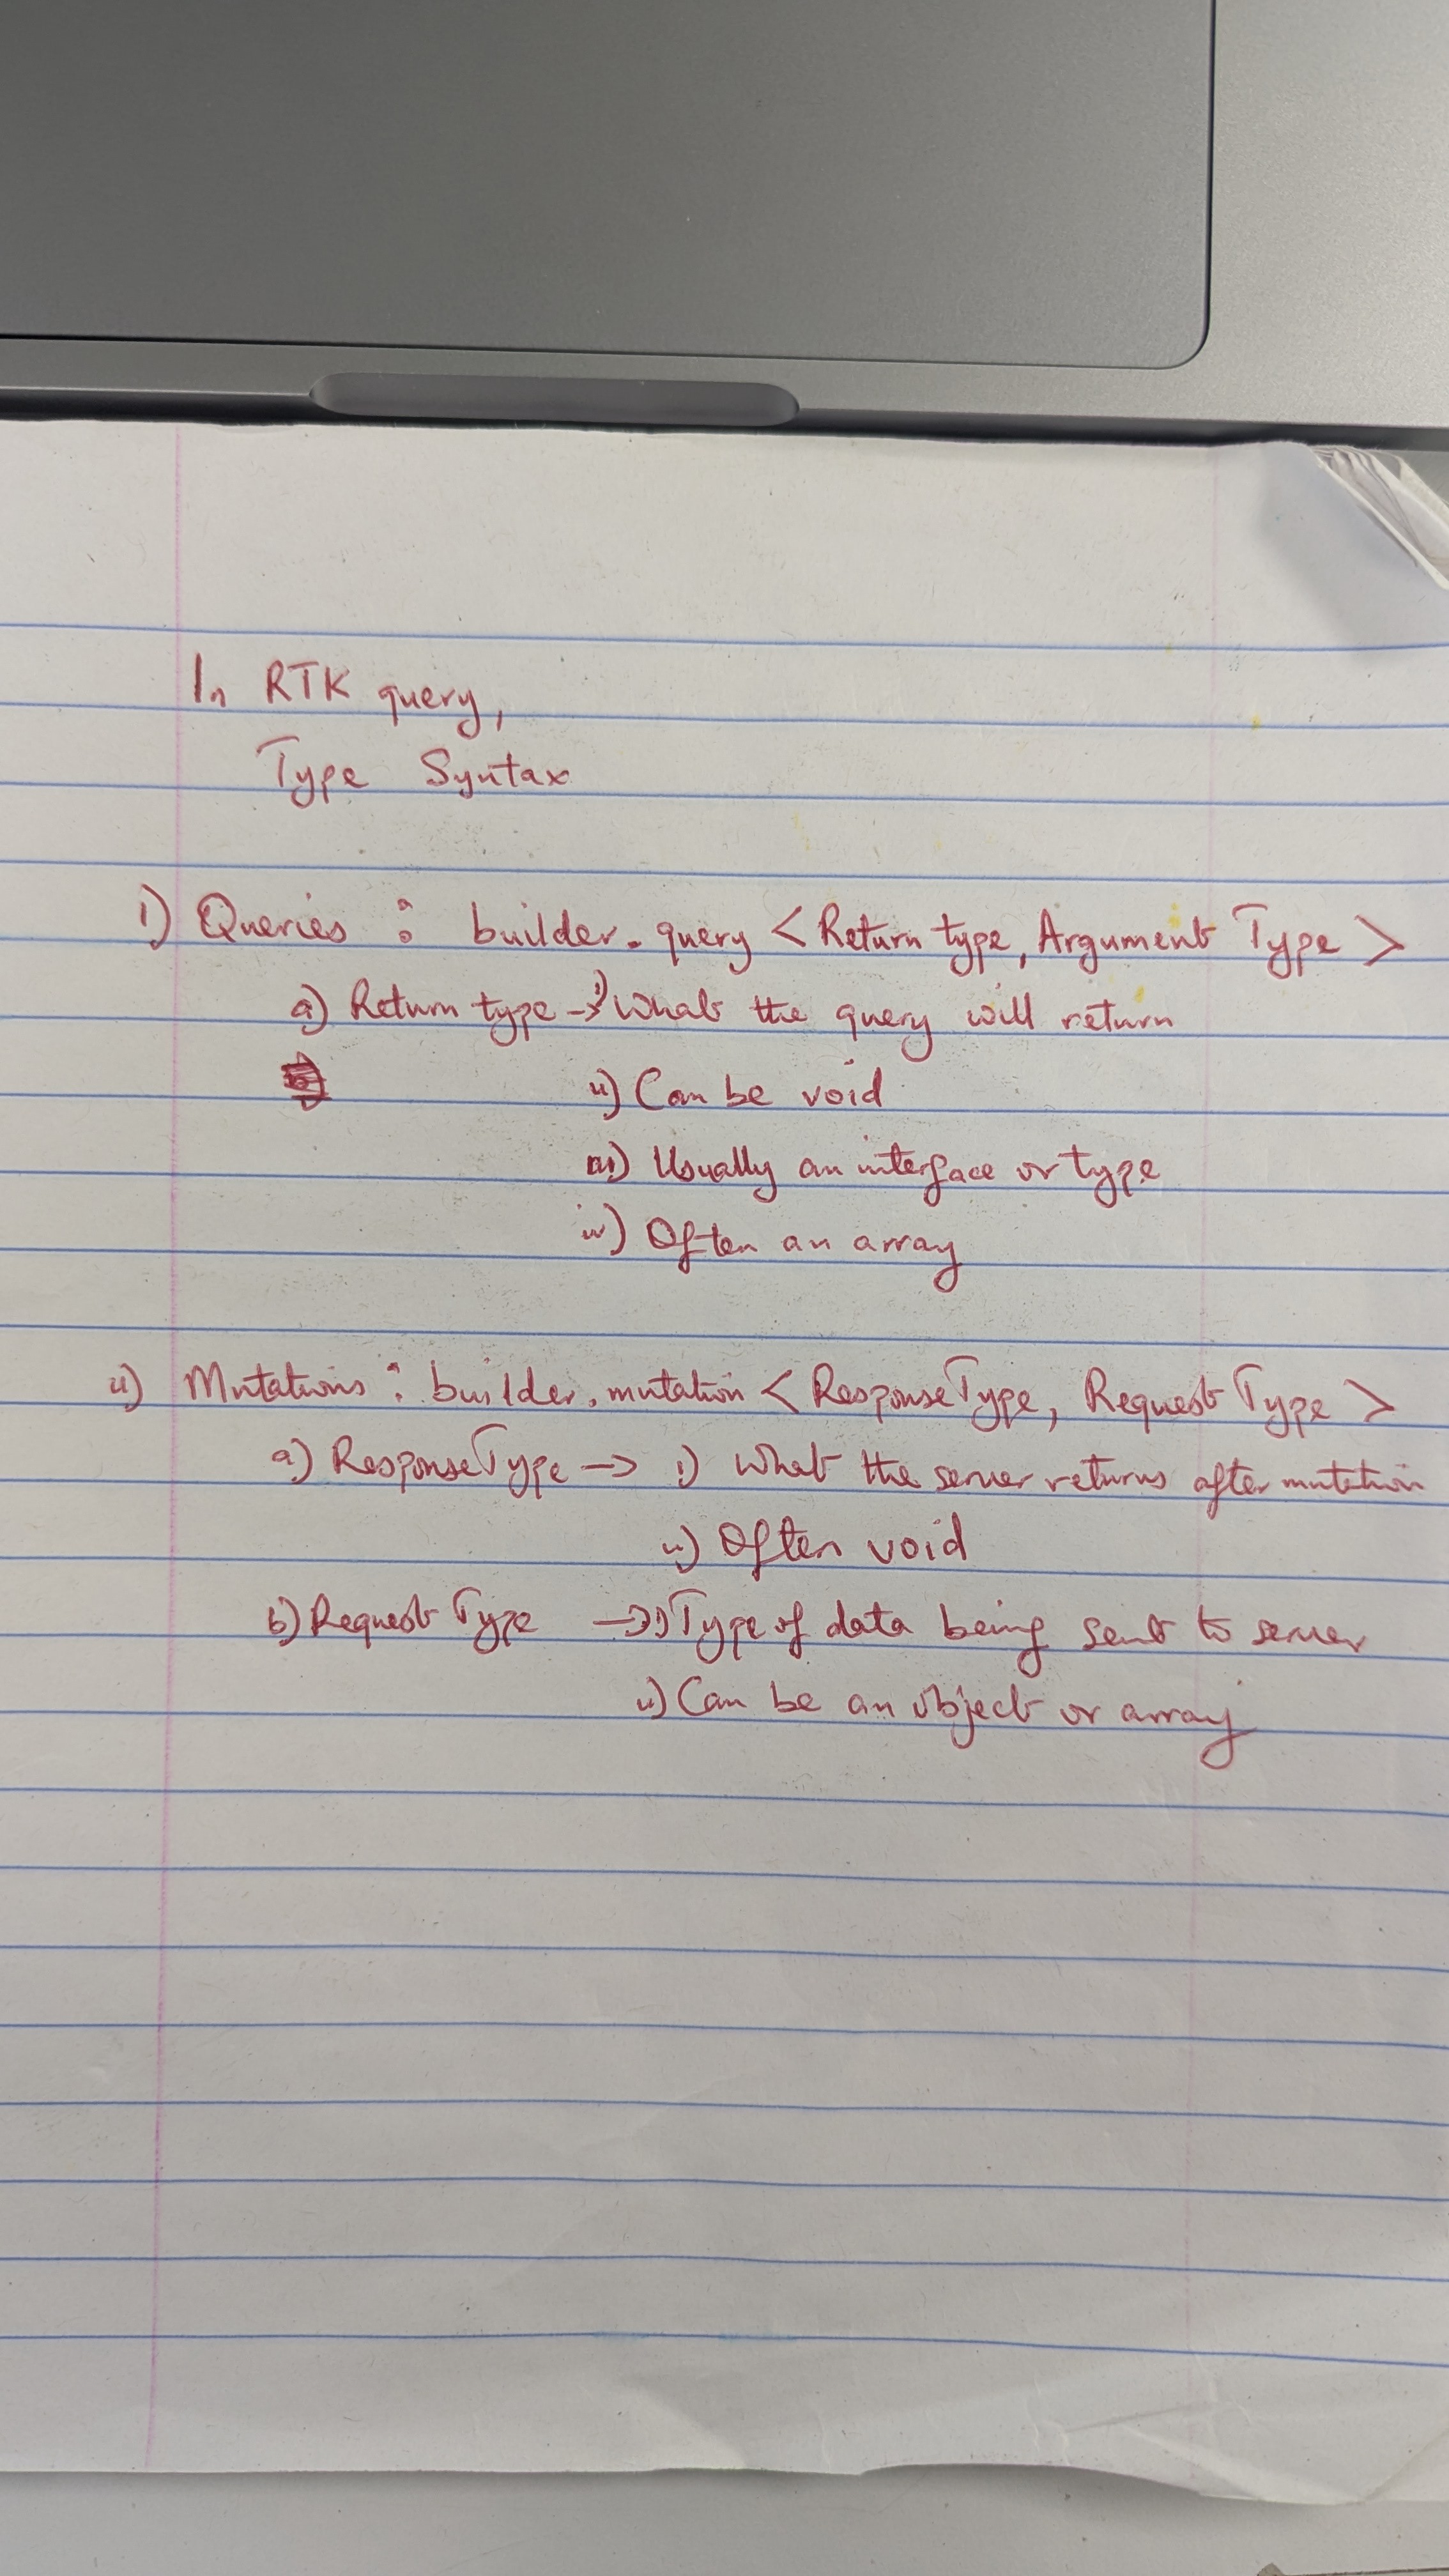 In RTK query,
Type Syntax
i) Queries : builder.query <Return type, Argument Type>
a) Return type → i) What the query will return
ii) Can be void
iii) Usually an interface or type
iv) Often an array
ii) Mutations : builder.mutation <ResponseType, Request Type>
a) ResponseType → i) What the server returns after mutation
ii) Often void
b) Request Type → i) Type of data being sent to server
ii) Can be an object or array